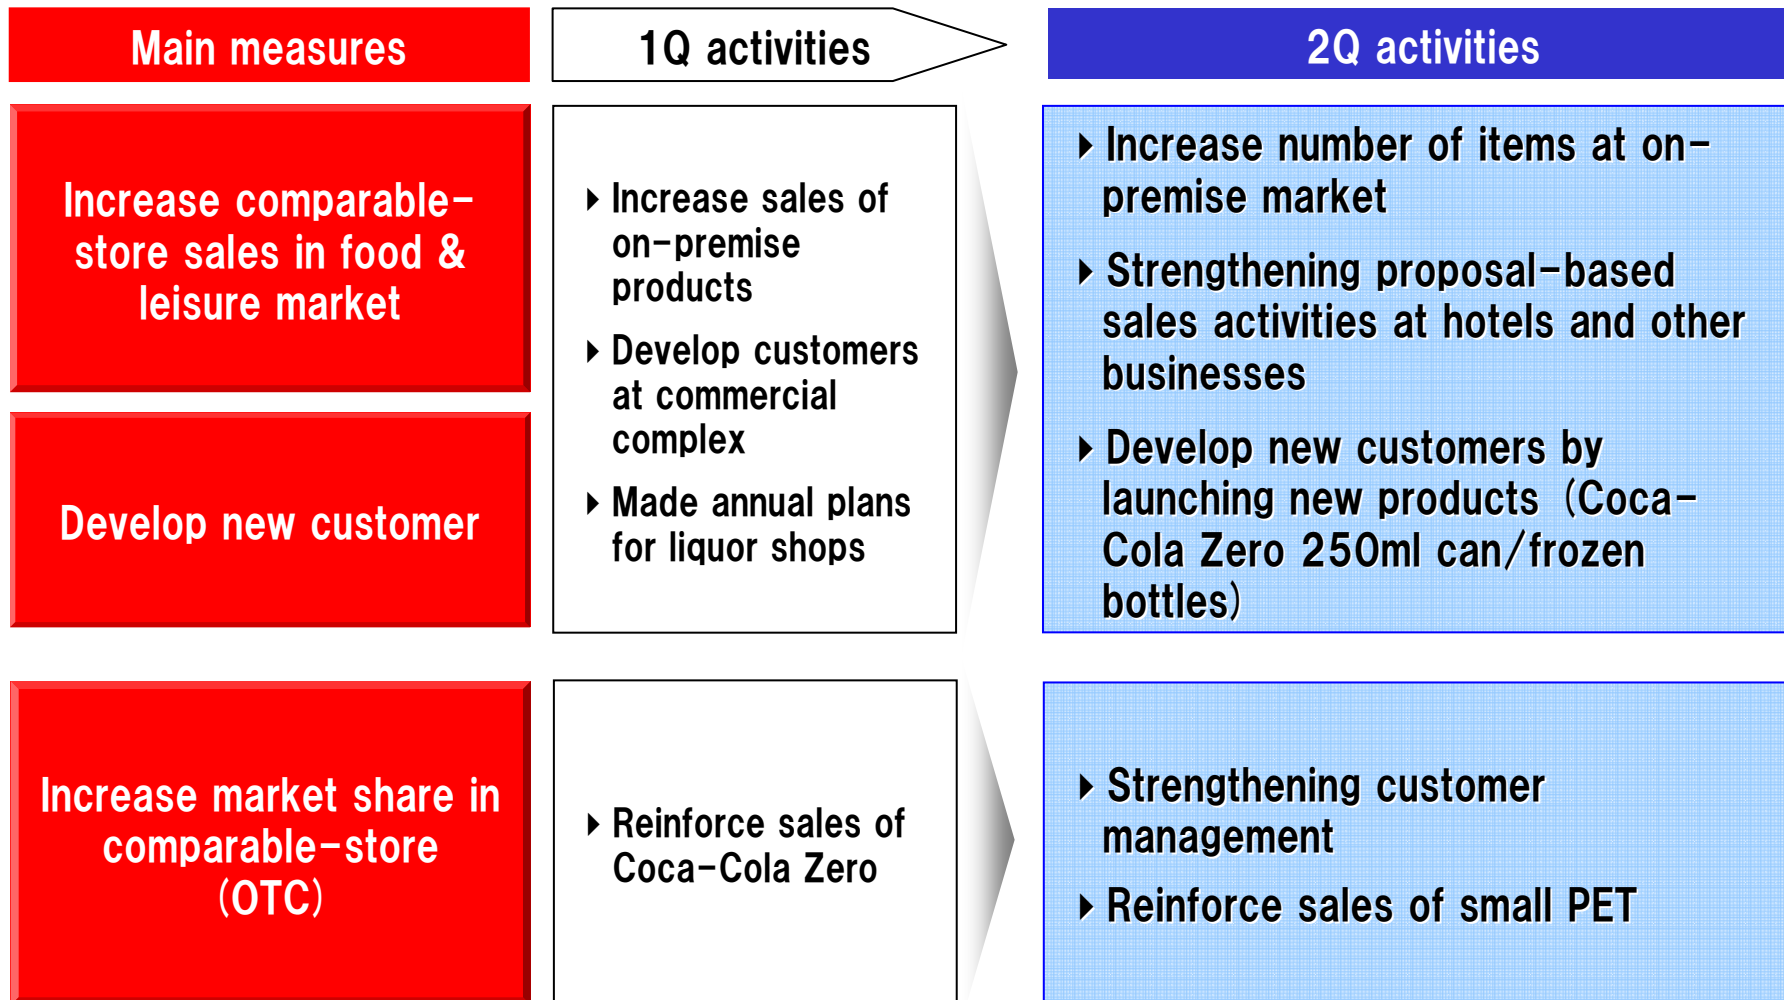 Main measures
1Q activities
2Q activities
Increase comparable-
store sales in food &
leisure market
Develop new customer
Increase sales of
on-premise
products
Develop customers
at commercial
complex
Made annual plans
for liquor shops
Increase number of items at on-
premise market
Strengthening proposal-based
sales activities at hotels and other
businesses
Develop new customers by
launching new products (Coca-
Cola Zero 250ml can/frozen
bottles)
Increase market share in
comparable-store
(OTC)
Reinforce sales of
Coca-Cola Zero
Strengthening customer
management
Reinforce sales of small PET